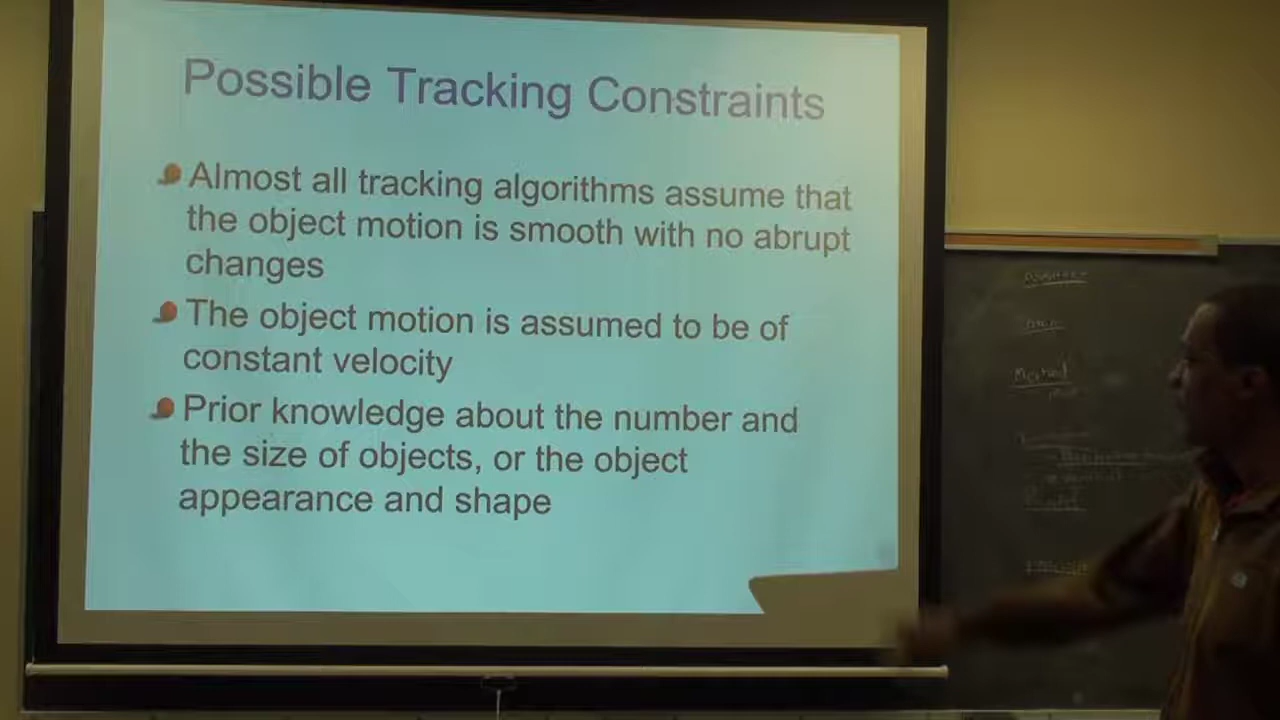 Possible Tracking Constraints
Almost all tracking algorithms assume that
the object motion is smooth with no abrupt
changes
The object motion is assumed to be of
constant velocity
Prior knowledge about the number and
the size of objects, or the object
appearance and shape
Method